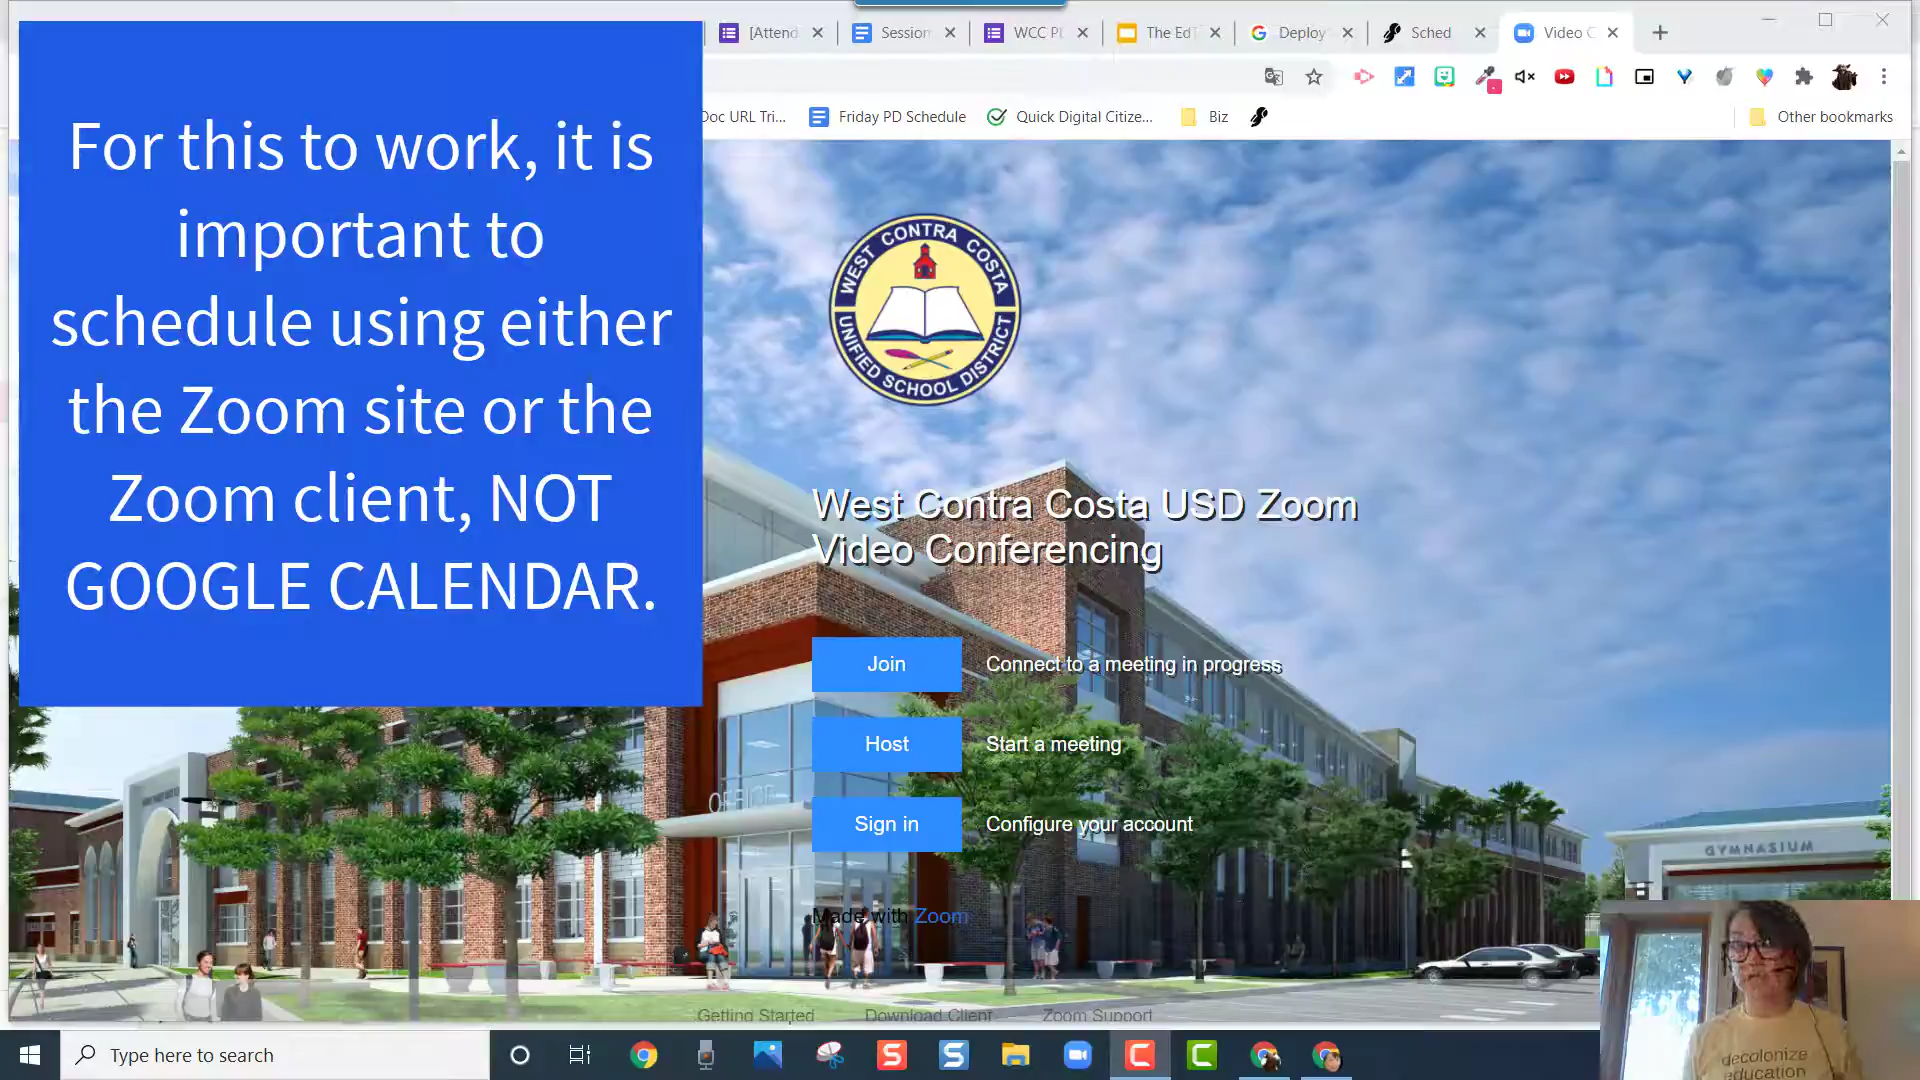 [Attend
Session
WCC Pl
The EdT
Deploy
Sched
Video C
Doc URL Tri...
Friday PD Schedule
Quick Digital Citize...
Biz
Other bookmarks
For this to work, it is
important to
schedule using either
the Zoom site or the
Zoom client, NOT
GOOGLE CALENDAR.
WEST CONTRA COSTA
UNIFIED SCHOOL DISTRICT
West Contra Costa USD Zoom
Video Conferencing
Join
Connect to a meeting in progress
Host
Start a meeting
OFFICE
Sign in
Configure your account
GYMNASIUM
Made with Zoom
Getting Started
Download Client
Zoom Support
decolonize
education
Type here to search